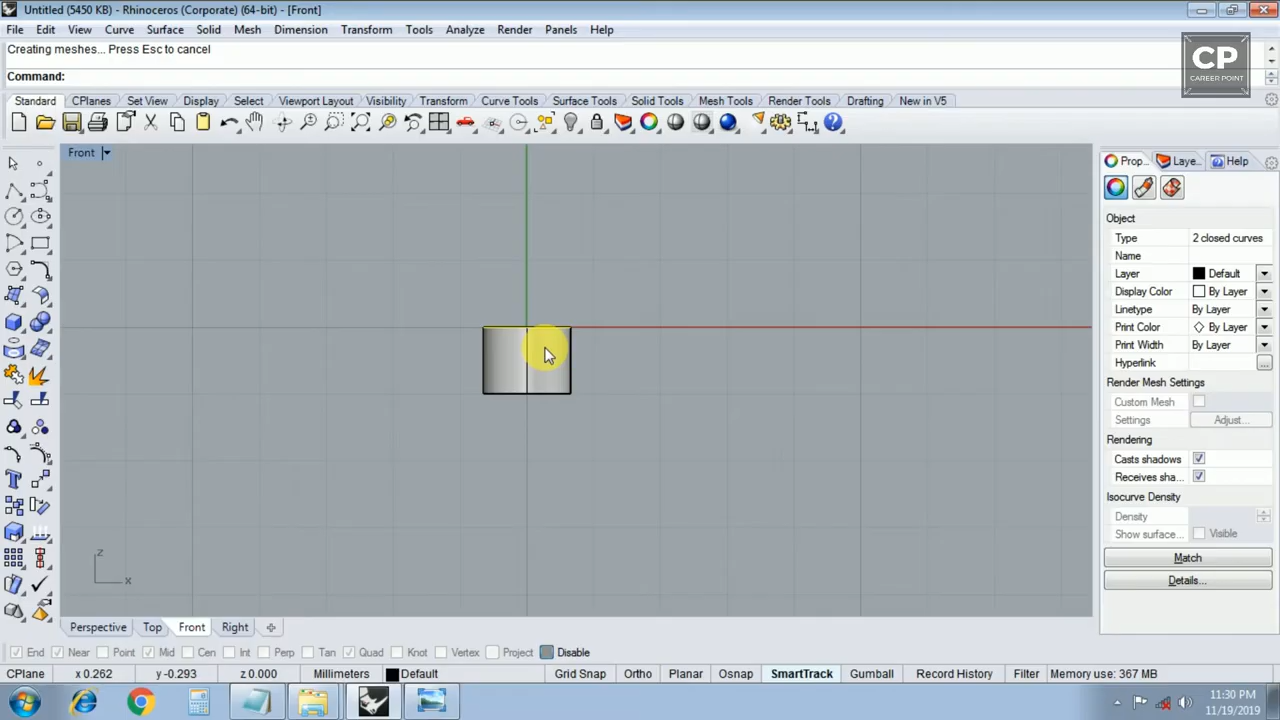 Untitled (5450 KB) - Rhinoceros (Corporate) (64-bit) - [Front]
File Edit View Curve Surface Solid Mesh Dimension Transform Tools Analyze Render Panels Help
Creating meshes... Press Esc to cancel
Command:
CP
CAREER POINT
Standard CPlanes Set View Display Select Viewport Layout Visibility Transform Curve Tools Surface Tools Solid Tools Mesh Tools Render Tools Drafting New in V5
Front
Prop... Laye... Help
Object
Type 2 closed curves
Name
Layer Default
Display Color By Layer
Linetype By Layer
Print Color By Layer
Print Width By Layer
Hyperlink ...
Render Mesh Settings
Custom Mesh
Settings Adjust...
Rendering
Casts shadows
Receives sha...
Isocurve Density
Density
Show surface... Visible
Match
Details...
z
x
Perspective Top Front Right
End Near Point Mid Cen Int Perp Tan Quad Knot Vertex Project Disable
CPlane x 0.262 y -0.293 z 0.000 Millimeters Default Grid Snap Ortho Planar Osnap SmartTrack Gumball Record History Filter Memory use: 367 MB
11:30 PM
11/19/2019